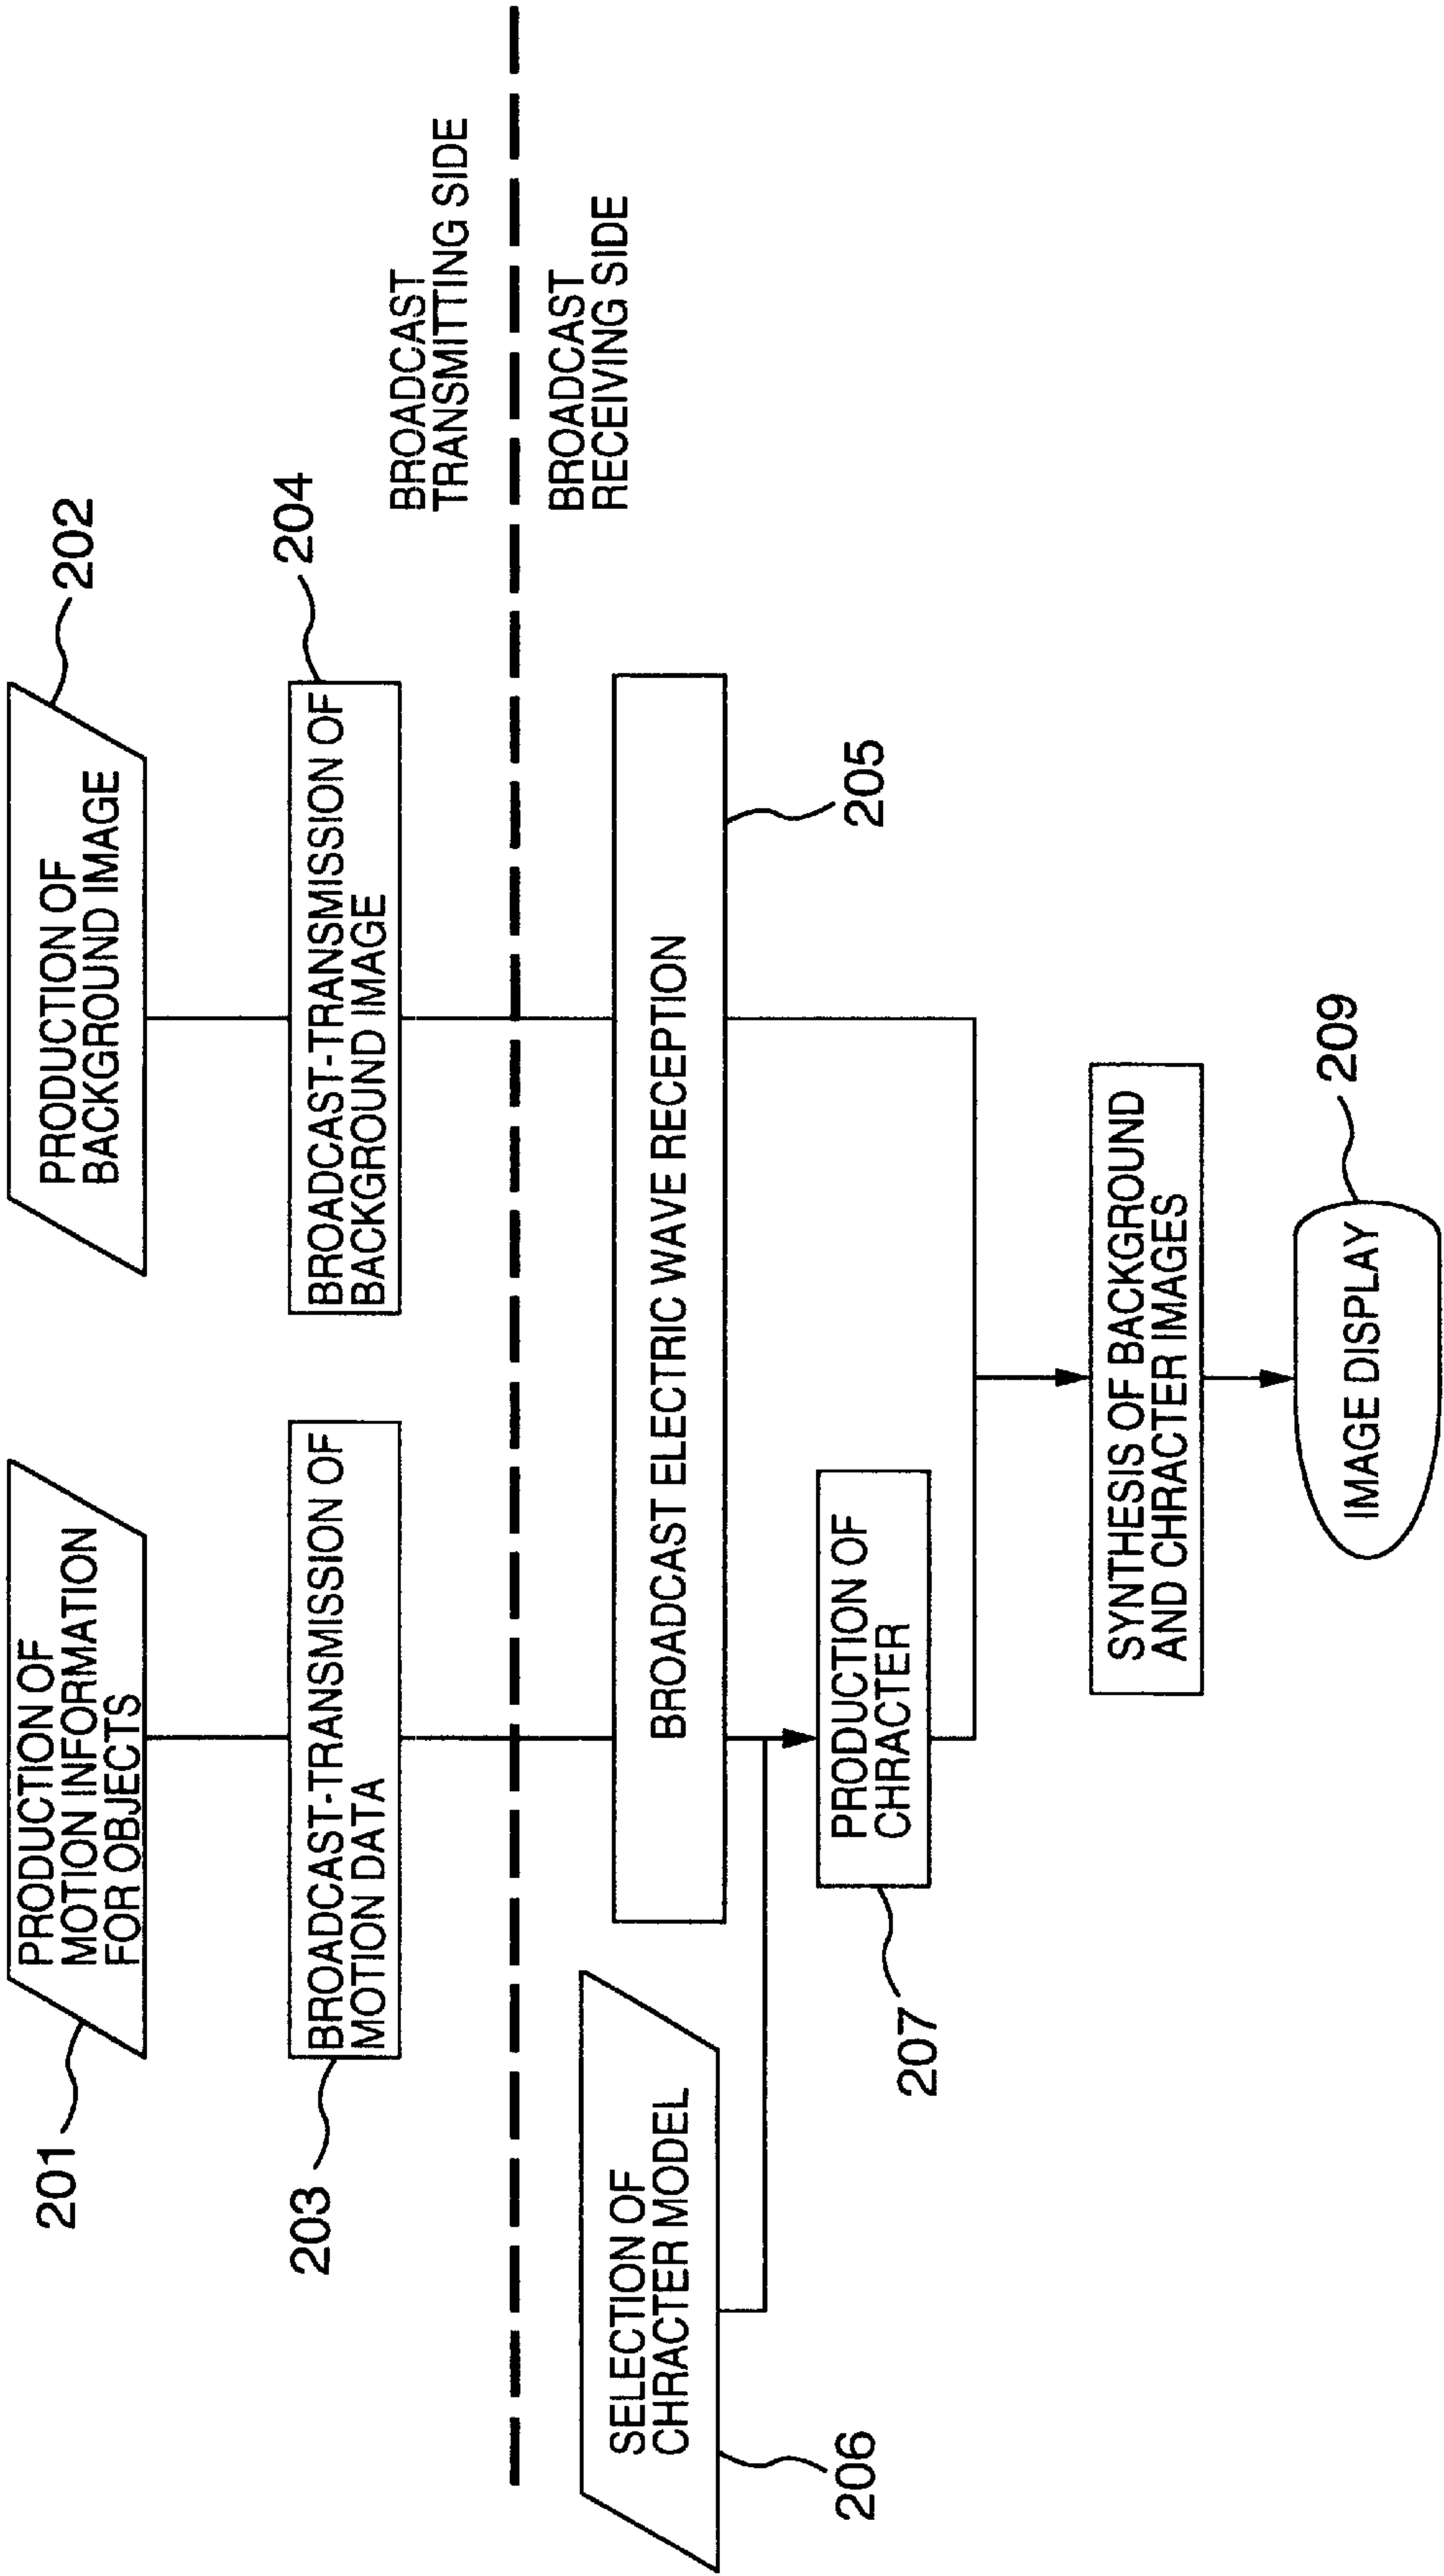 201
PRODUCTION OF
MOTION INFORMATION
FOR OBJECTS
PRODUCTION OF
BACKGROUND IMAGE
202
203
BROADCAST-TRANSMISSION OF
MOTION DATA
BROADCAST-TRANSMISSION OF
BACKGROUND IMAGE
204
BROADCAST
TRANSMITTING SIDE
BROADCAST
RECEIVING SIDE
206
SELECTION OF
CHRACTER MODEL
BROADCAST ELECTRIC WAVE RECEPTION
205
207
PRODUCTION OF
CHRACTER
SYNTHESIS OF BACKGROUND
AND CHRACTER IMAGES
IMAGE DISPLAY
209